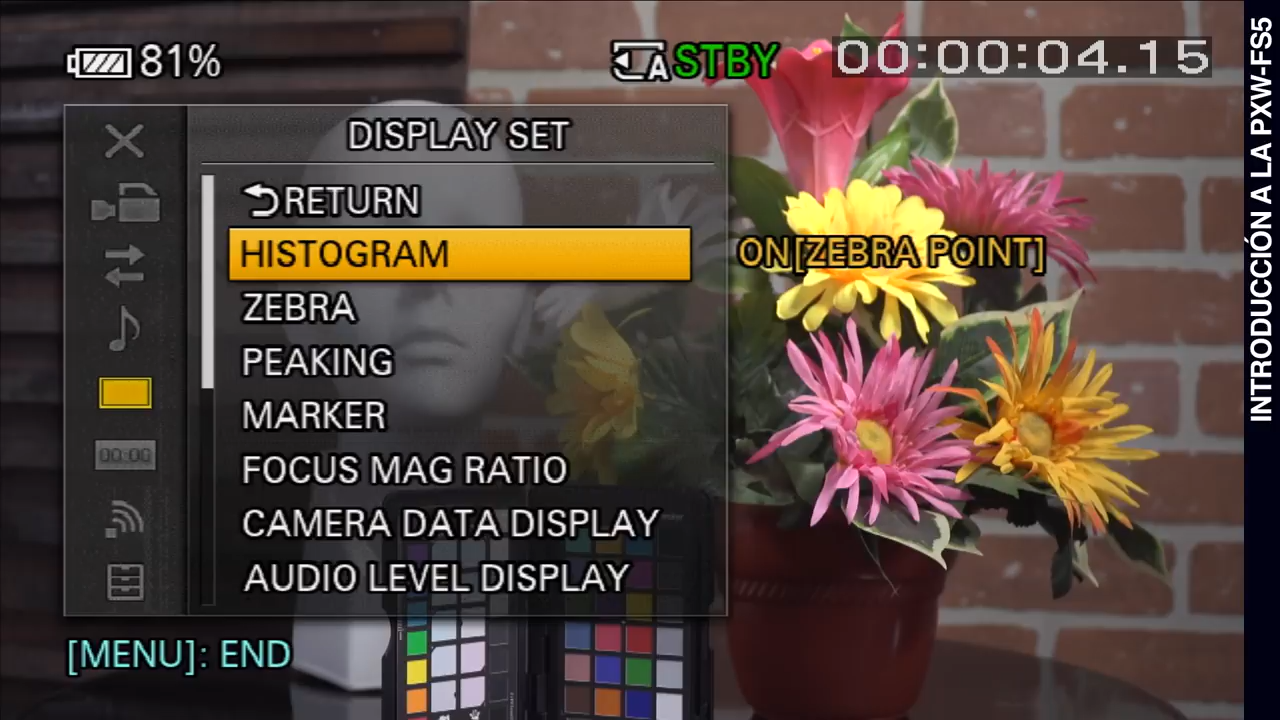 81%
A STBY
00:00:04.15
DISPLAY SET
RETURN
HISTOGRAM
ON[ZEBRA POINT]
ZEBRA
PEAKING
MARKER
FOCUS MAG RATIO
CAMERA DATA DISPLAY
AUDIO LEVEL DISPLAY
00:00
[MENU]: END
INTRODUCCIÓN A LA PXW-FS5